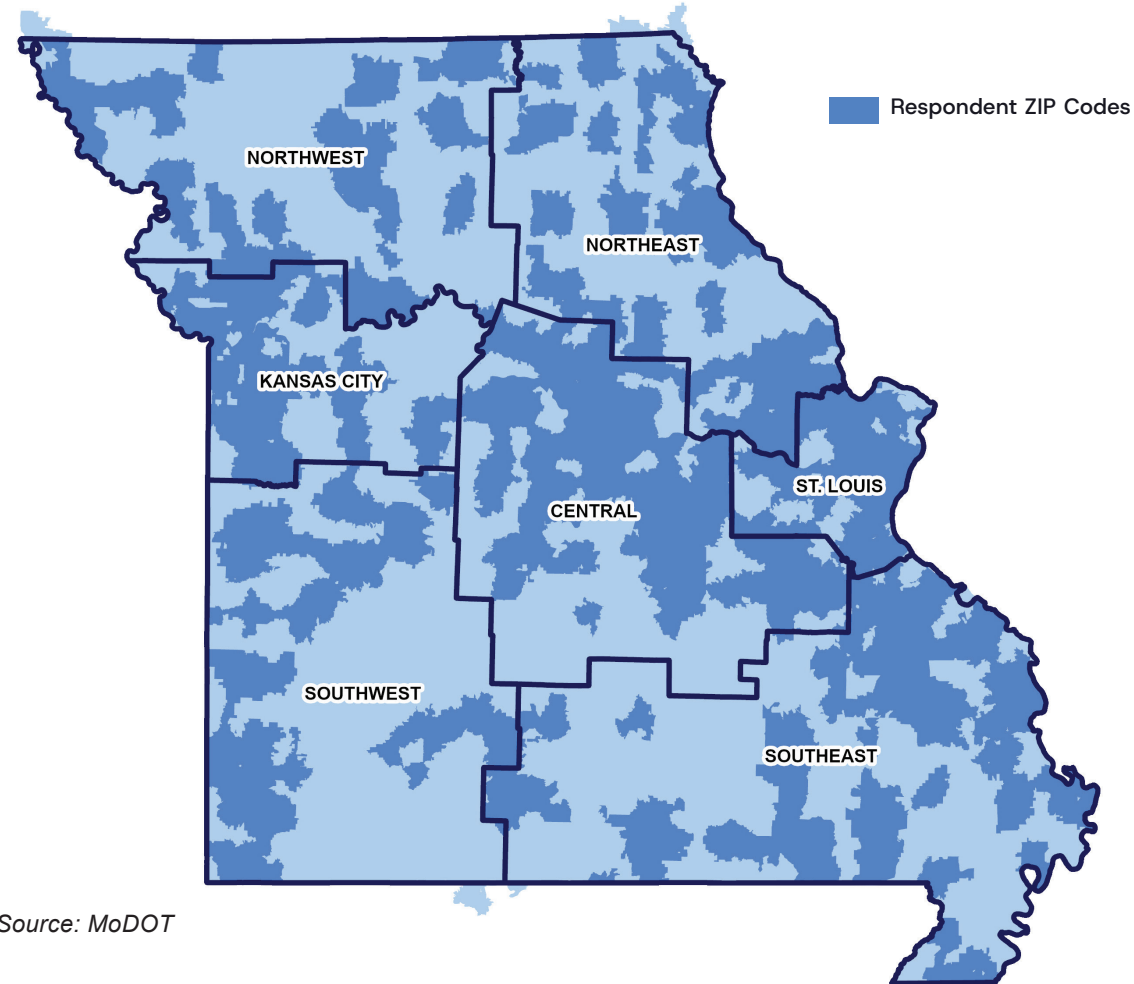 Respondent ZIP Codes
NORTHWEST
NORTHEAST
KANSAS CITY
ST. LOUIS
CENTRAL
SOUTHWEST
SOUTHEAST
Source: MoDOT